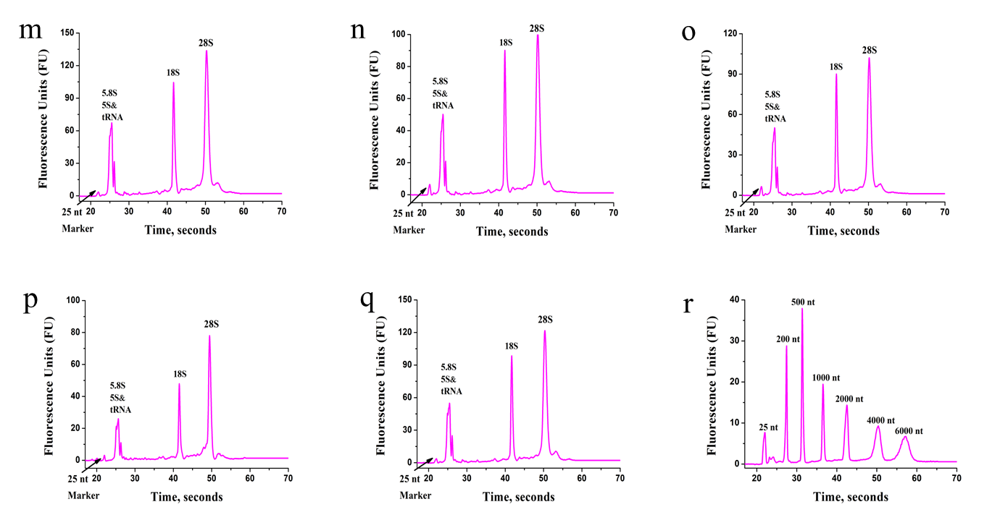 m
Fluorescence Units (FU)
150
120
90
60
30
0
5.8S
5S&
tRNA
18S
28S
20 30 40 50 60 70
25 nt
Marker
Time, seconds
n
Fluorescence Units (FU)
100
80
60
40
20
0
5.8S
5S&
tRNA
18S
28S
20 30 40 50 60 70
25 nt
Marker
Time, seconds
o
Fluorescence Units (FU)
120
90
60
30
0
5.8S
5S&
tRNA
18S
28S
20 30 40 50 60 70
25 nt
Marker
Time, seconds
p
Fluorescence Units (FU)
100
80
60
40
20
0
5.8S
5S&
tRNA
18S
28S
20 30 40 50 60 70
25 nt
Marker
Time, seconds
q
Fluorescence Units (FU)
150
120
90
60
30
0
5.8S
5S&
tRNA
18S
28S
20 30 40 50 60 70
25 nt
Marker
Time, seconds
r
Fluorescence Units (FU)
40
30
20
10
0
25 nt
200 nt
500 nt
1000 nt
2000 nt
4000 nt
6000 nt
20 30 40 50 60 70
Time, seconds